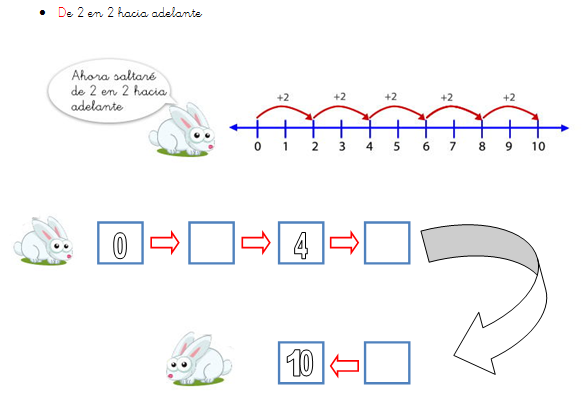 • De 2 en 2 hacia adelante
Ahora saltaré
de 2 en 2 hacia
adelante
+2 +2 +2 +2 +2
0 1 2 3 4 5 6 7 8 9 10
0 4
10